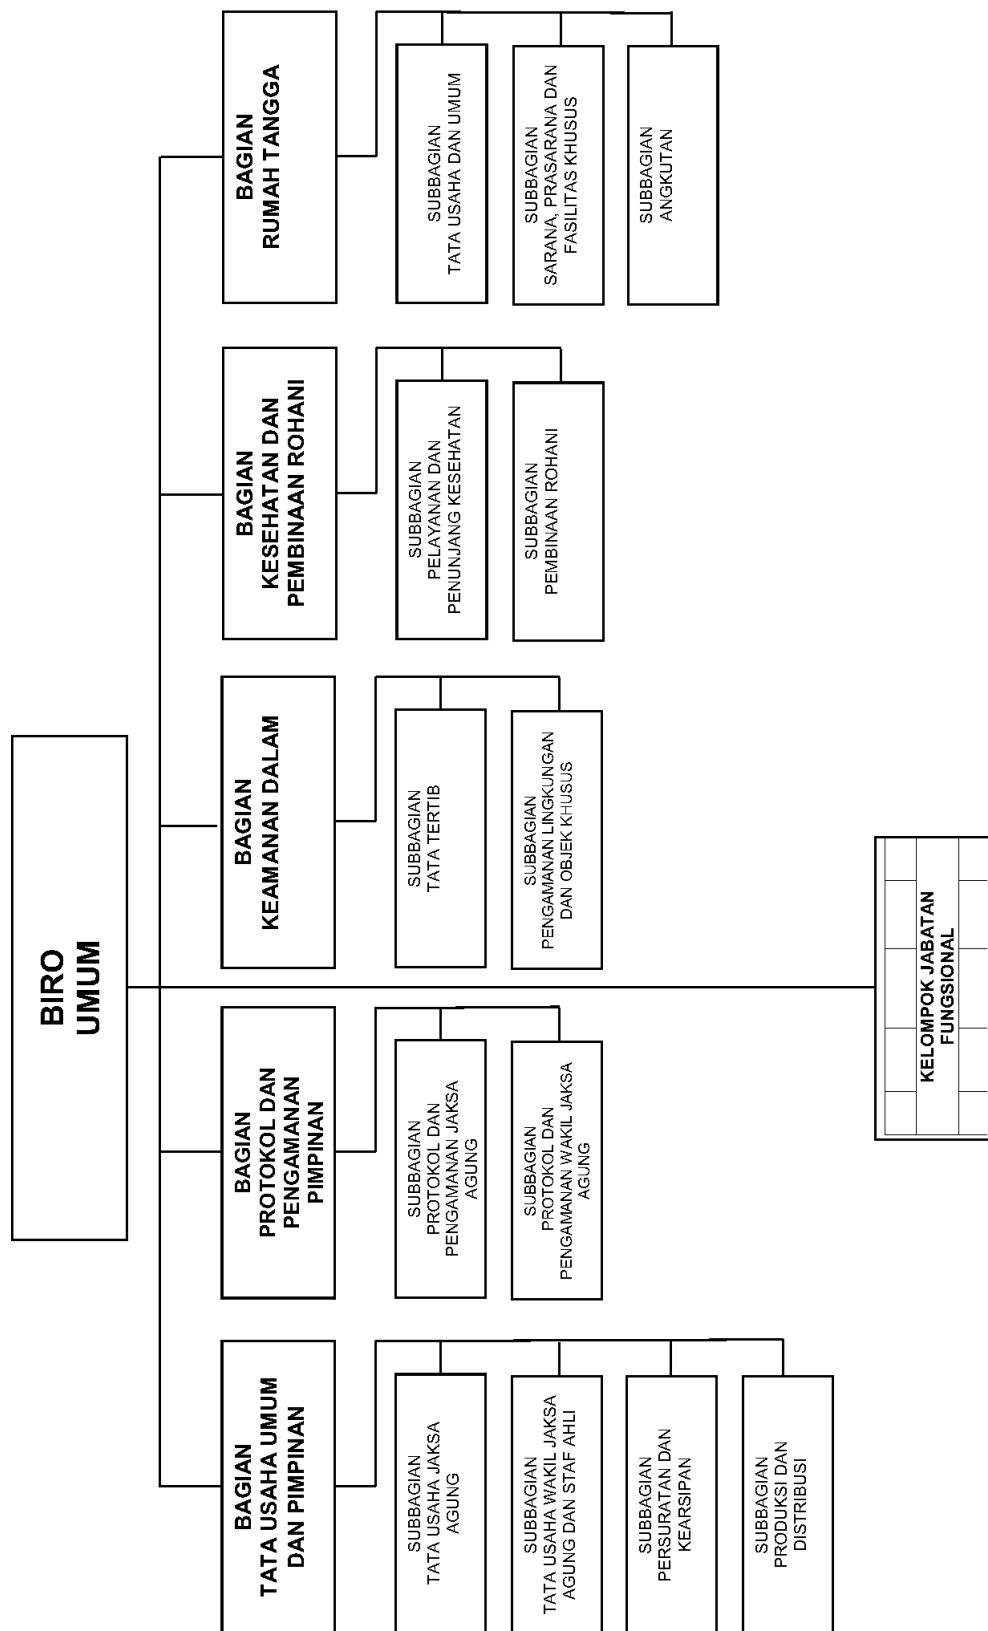 BIRO
UMUM
BAGIAN
TATA USAHA UMUM
DAN PIMPINAN
SUBBAGIAN
TATA USAHA JAKSA
AGUNG
SUBBAGIAN
TATA USAHA WAKIL JAKSA
AGUNG DAN STAF AHLI
SUBBAGIAN
PERSURATAN DAN
KEARSIPAN
SUBBAGIAN
PRODUKSI DAN
DISTRIBUSI
BAGIAN
PROTOKOL DAN
PENGAMANAN
PIMPINAN
SUBBAGIAN
PROTOKOL DAN
PENGAMANAN JAKSA
AGUNG
SUBBAGIAN
PROTOKOL DAN
PENGAMANAN WAKIL JAKSA
AGUNG
BAGIAN
KEAMANAN DALAM
SUBBAGIAN
TATA TERTIB
SUBBAGIAN
PENGAMANAN LINGKUNGAN
DAN OBJEK KHUSUS
BAGIAN
KESEHATAN DAN
PEMBINAAN ROHANI
SUBBAGIAN
PELAYANAN DAN
PENUNJANG KESEHATAN
SUBBAGIAN
PEMBINAAN ROHANI
BAGIAN
RUMAH TANGGA
SUBBAGIAN
TATA USAHA DAN UMUM
SUBBAGIAN
SARANA, PRASARANA DAN
FASILITAS KHUSUS
SUBBAGIAN
ANGKUTAN
KELOMPOK JABATAN
FUNGSIONAL